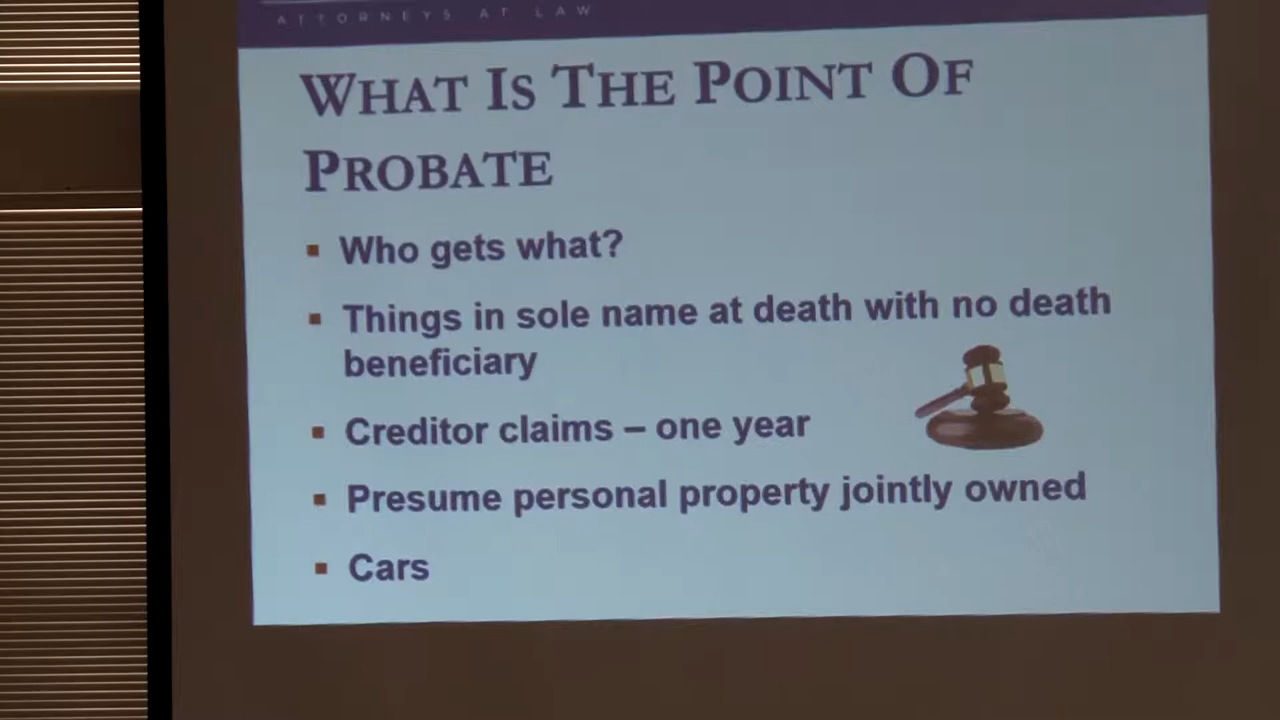 ATTORNEYS AT LAW
WHAT IS THE POINT OF
PROBATE
▪ Who gets what?
▪ Things in sole name at death with no death
beneficiary
▪ Creditor claims – one year
▪ Presume personal property jointly owned
▪ Cars